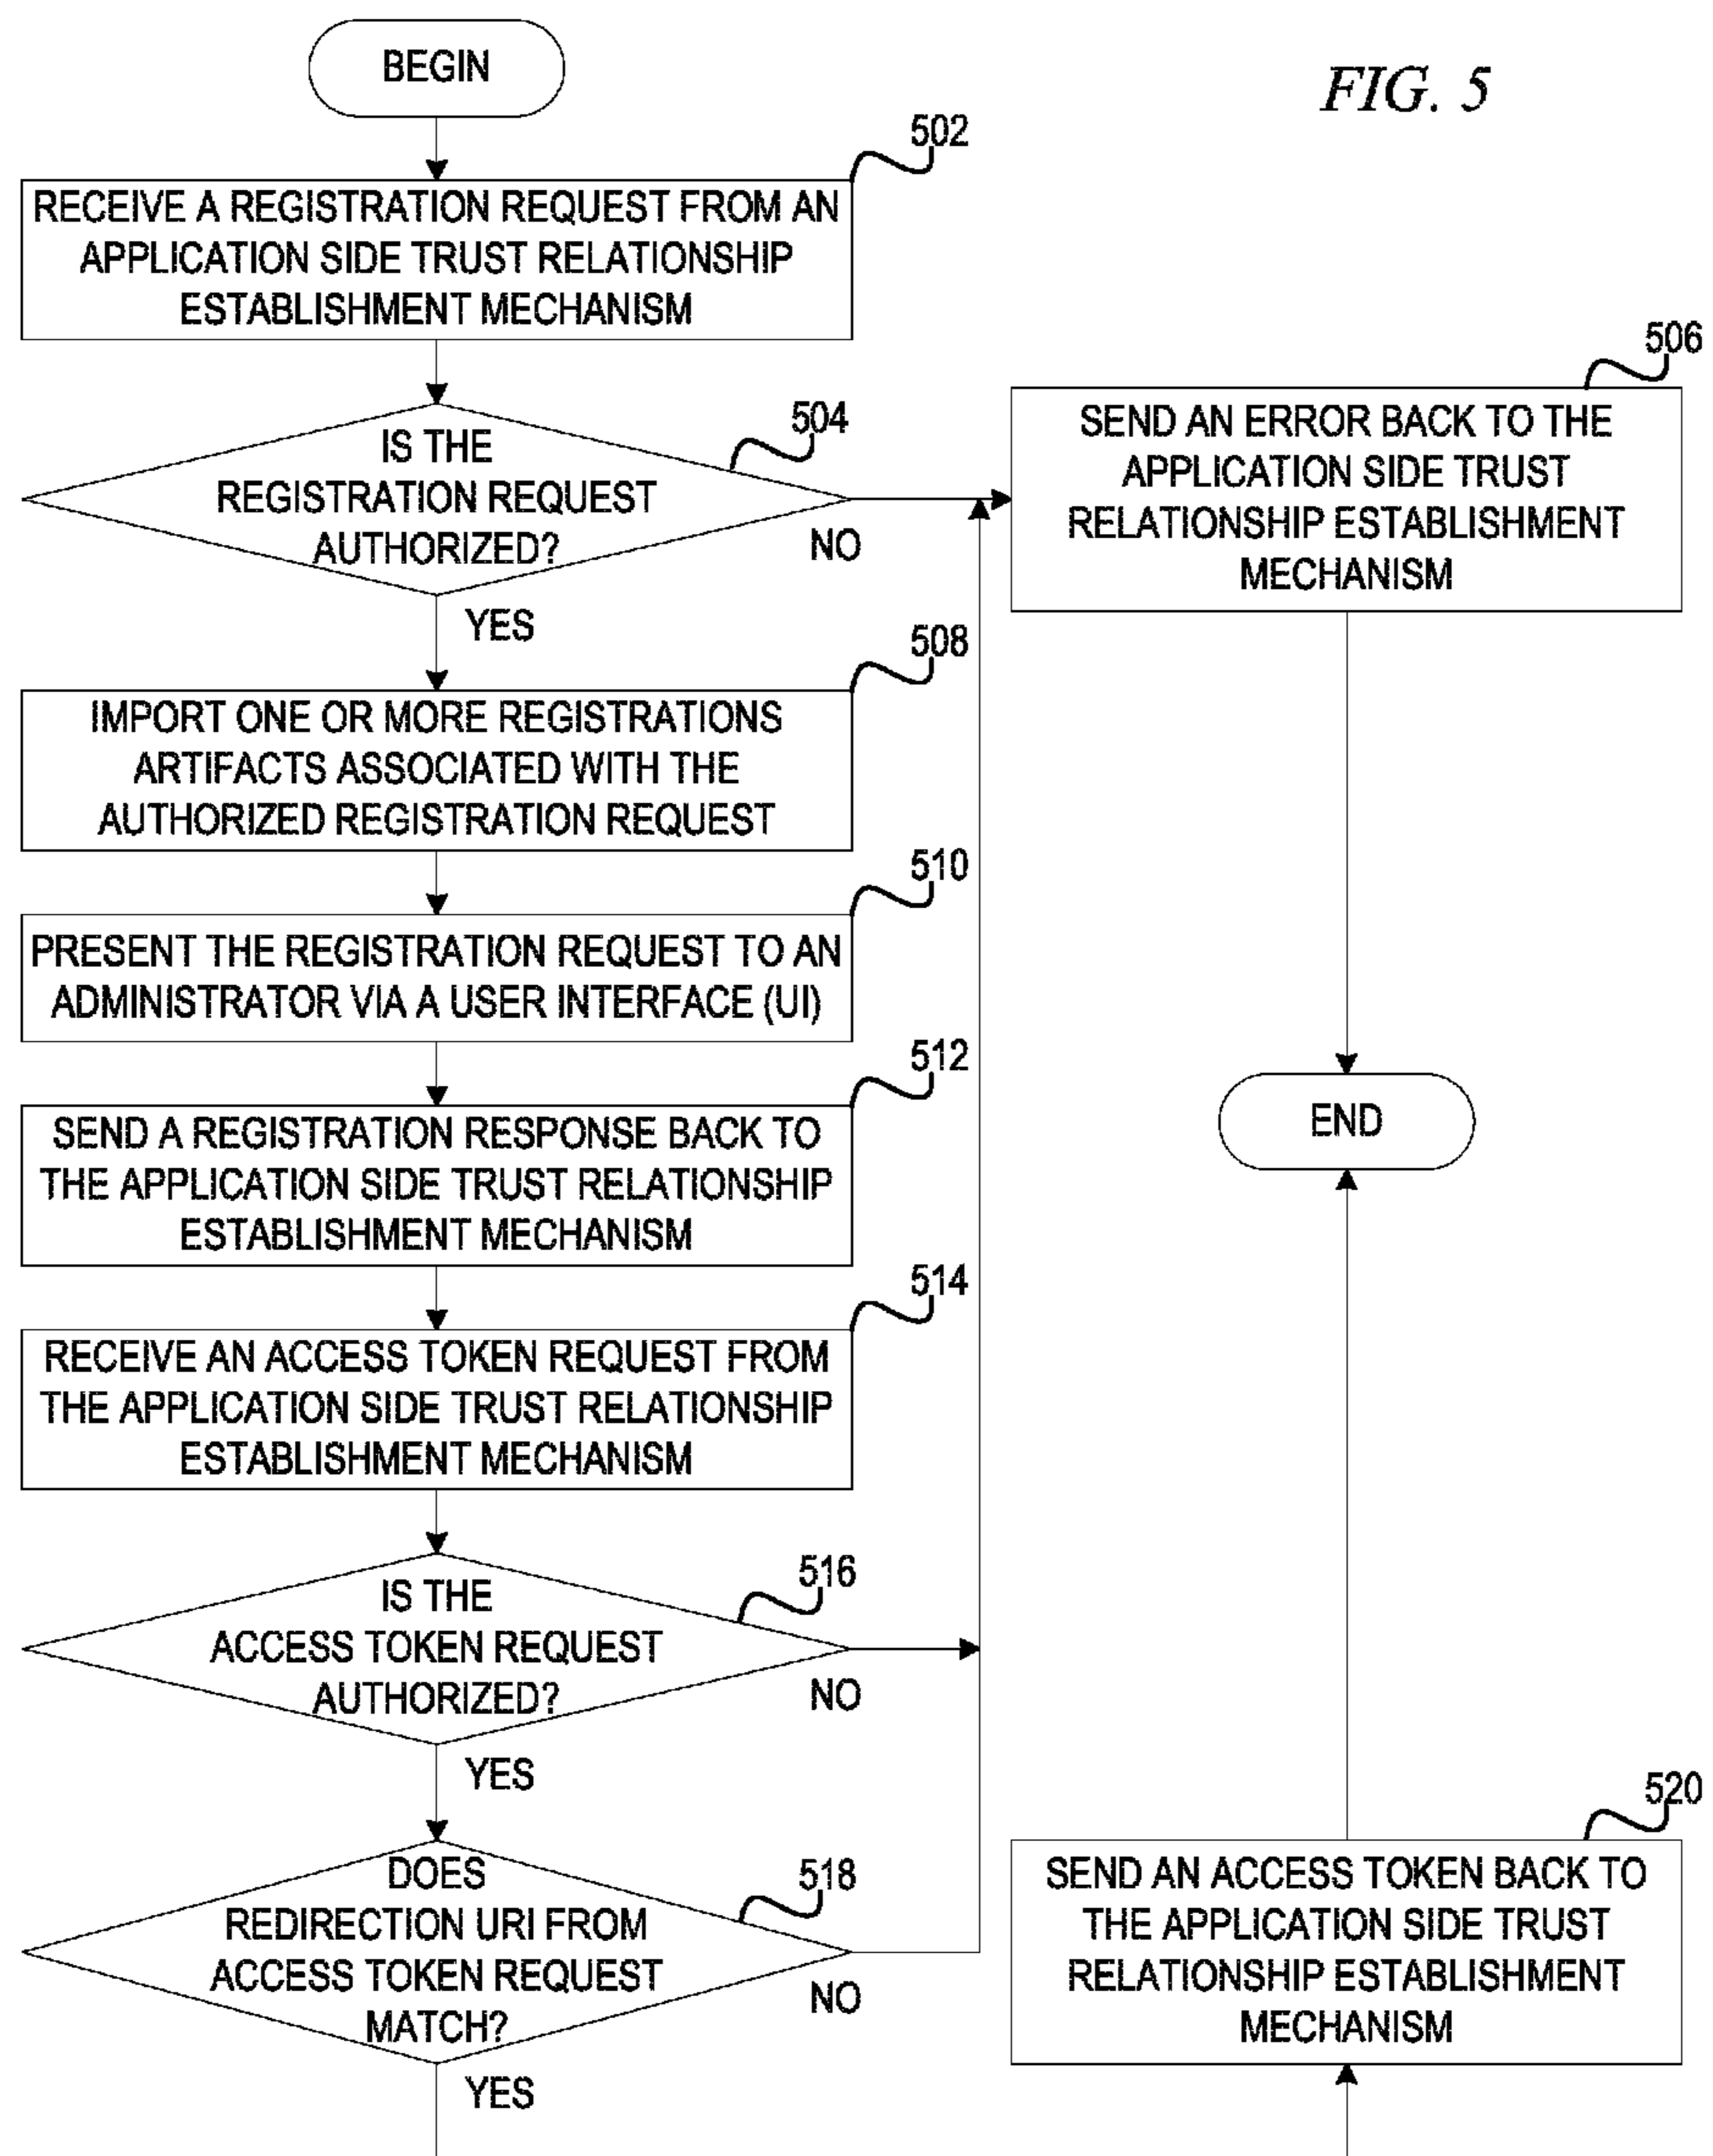 BEGIN
FIG. 5
502
RECEIVE A REGISTRATION REQUEST FROM AN
APPLICATION SIDE TRUST RELATIONSHIP
ESTABLISHMENT MECHANISM
504
IS THE
REGISTRATION REQUEST
AUTHORIZED?
NO
YES
506
SEND AN ERROR BACK TO THE
APPLICATION SIDE TRUST
RELATIONSHIP ESTABLISHMENT
MECHANISM
508
IMPORT ONE OR MORE REGISTRATIONS
ARTIFACTS ASSOCIATED WITH THE
AUTHORIZED REGISTRATION REQUEST
510
PRESENT THE REGISTRATION REQUEST TO AN
ADMINISTRATOR VIA A USER INTERFACE (UI)
512
SEND A REGISTRATION RESPONSE BACK TO
THE APPLICATION SIDE TRUST RELATIONSHIP
ESTABLISHMENT MECHANISM
END
514
RECEIVE AN ACCESS TOKEN REQUEST FROM
THE APPLICATION SIDE TRUST RELATIONSHIP
ESTABLISHMENT MECHANISM
516
IS THE
ACCESS TOKEN REQUEST
AUTHORIZED?
NO
YES
518
DOES
REDIRECTION URI FROM
ACCESS TOKEN REQUEST
MATCH?
NO
YES
520
SEND AN ACCESS TOKEN BACK TO
THE APPLICATION SIDE TRUST
RELATIONSHIP ESTABLISHMENT
MECHANISM